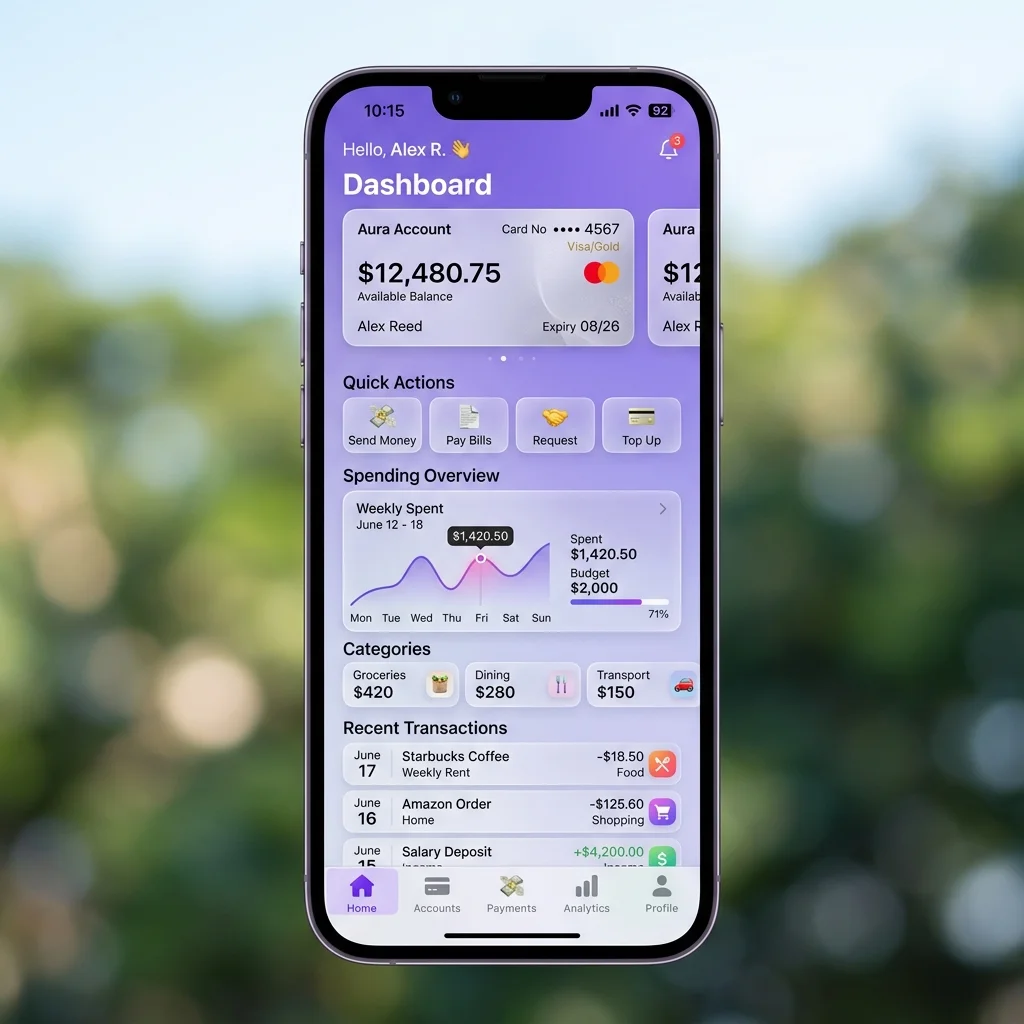 10:15
92
Hello, Alex R. 👋
3
Dashboard
Aura Account
Card No •••• 4567
Visa/Gold
$12,480.75
Available Balance
Alex Reed
Expiry 08/26
Aura
$12
Availab
Alex R
Quick Actions
Send Money
Pay Bills
Request
Top Up
Spending Overview
Weekly Spent
June 12 - 18
$1,420.50
Spent
$1,420.50
Budget
$2,000
71%
Mon Tue Wed Thu Fri Sat Sun
Categories
Groceries
$420
Dining
$280
Transport
$150
Recent Transactions
June
17
Starbucks Coffee
Weekly Rent
-$18.50
Food
June
16
Amazon Order
Home
-$125.60
Shopping
June
15
Salary Deposit
+$4,200.00
$
Home
Accounts
Payments
Analytics
Profile